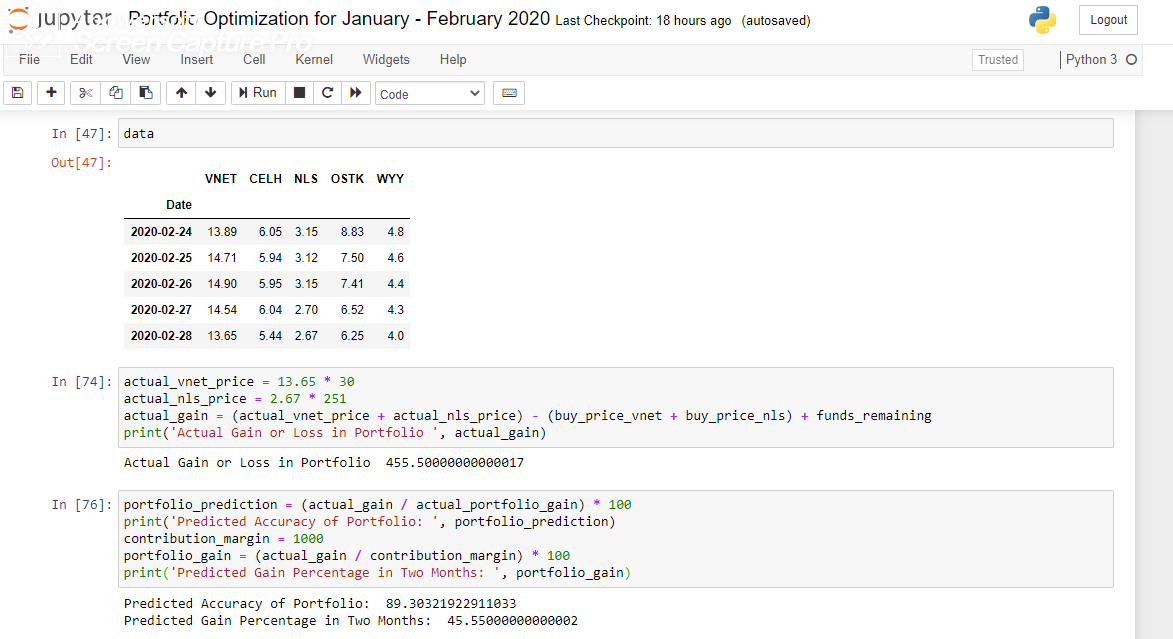 jupyter Portfolio Optimization for January - February 2020 Last Checkpoint: 18 hours ago (autosaved)
Logout
Screen Capture Pro
File Edit View Insert Cell Kernel Widgets Help
Trusted Python 3
Run Code
In [47]: data
Out[47]:
VNET CELH NLS OSTK WYY
Date
2020-02-24 13.89 6.05 3.15 8.83 4.8
2020-02-25 14.71 5.94 3.12 7.50 4.6
2020-02-26 14.90 5.95 3.15 7.41 4.4
2020-02-27 14.54 6.04 2.70 6.52 4.3
2020-02-28 13.65 5.44 2.67 6.25 4.0
In [74]: actual_vnet_price = 13.65 * 30
actual_nls_price = 2.67 * 251
actual_gain = (actual_vnet_price + actual_nls_price) - (buy_price_vnet + buy_price_nls) + funds_remaining
print('Actual Gain or Loss in Portfolio ', actual_gain)
Actual Gain or Loss in Portfolio  455.50000000000017
In [76]: portfolio_prediction = (actual_gain / actual_portfolio_gain) * 100
print('Predicted Accuracy of Portfolio: ', portfolio_prediction)
contribution_margin = 1000
portfolio_gain = (actual_gain / contribution_margin) * 100
print('Predicted Gain Percentage in Two Months: ', portfolio_gain)
Predicted Accuracy of Portfolio:  89.30321922911033
Predicted Gain Percentage in Two Months:  45.55000000000002